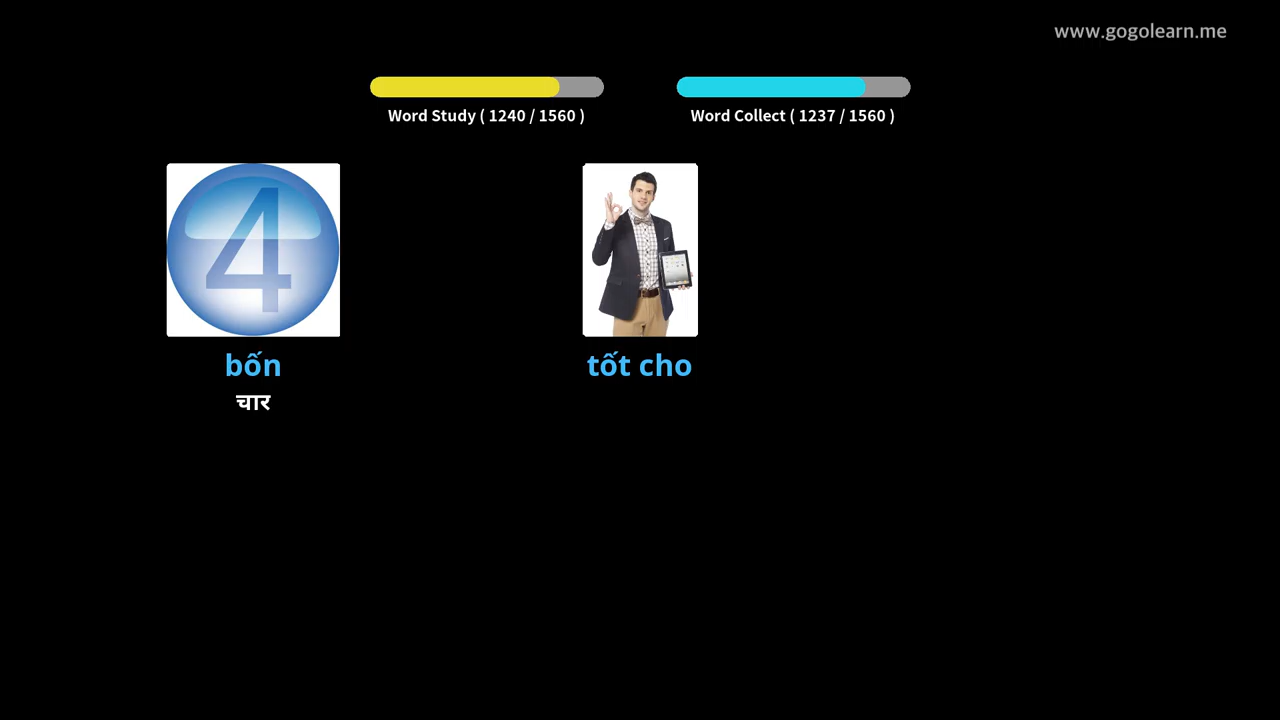 www.gogolearn.me
Word Study ( 1240 / 1560 )
Word Collect ( 1237 / 1560 )
4
bốn
tốt cho
चार